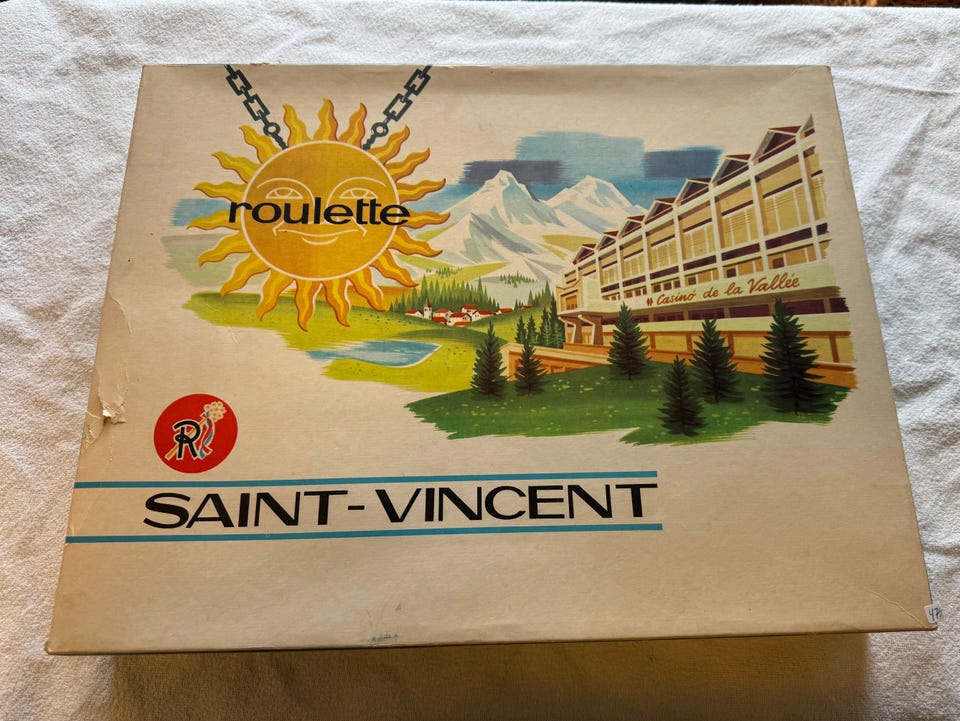 roulette
Casinò de la Vallée
R
SAINT-VINCENT